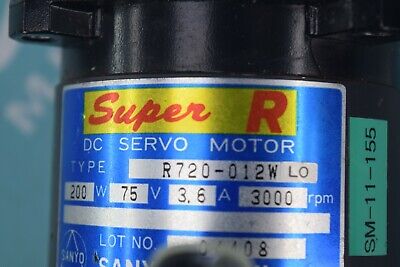 Super R
DC SERVO MOTOR
TYPE R720-012W LO
200 W 75 V 3.6 A 3000 rpm
LOT NO.
SANYO
SANYO
SM-11-155